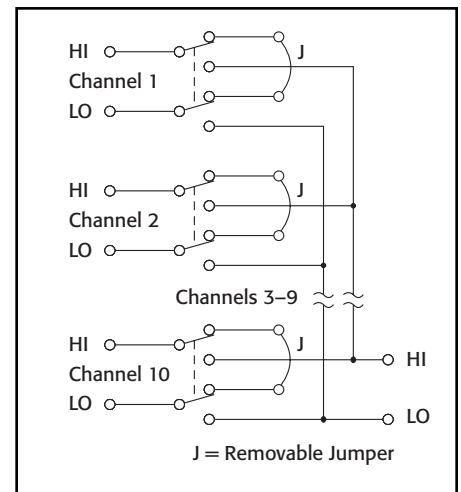 HI
J
Channel 1
LO
HI
J
Channel 2
LO
Channels 3–9
HI
J
HI
Channel 10
LO
LO
J = Removable Jumper